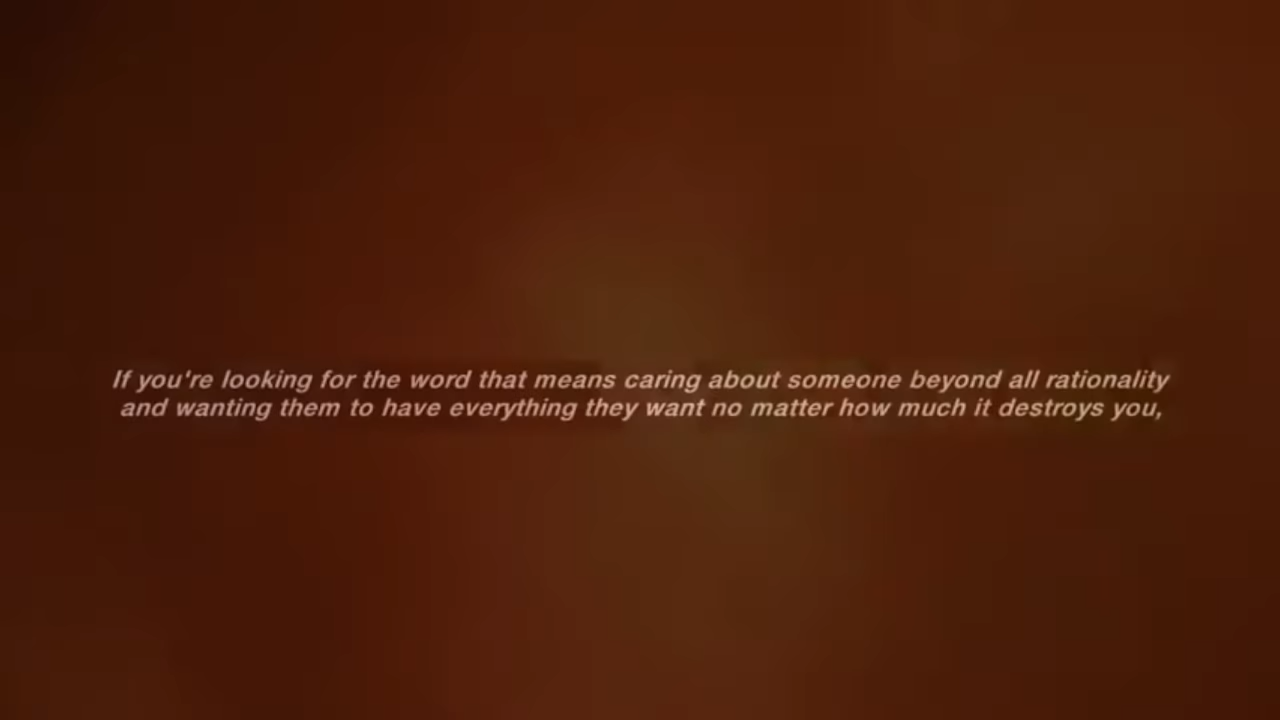 If you're looking for the word that means caring about someone beyond all rationality
and wanting them to have everything they want no matter how much it destroys you,